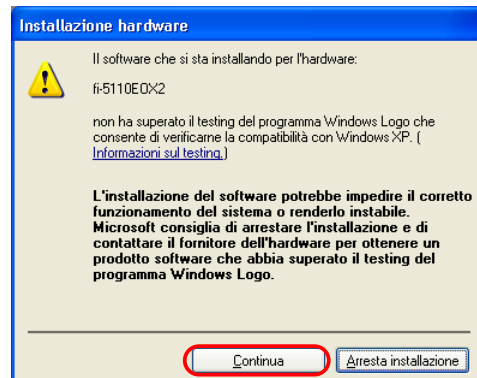 Installazione hardware
Il software che si sta installando per l'hardware:
fi-5110EOX2
non ha superato il testing del programma Windows Logo che
consente di verificarne la compatibilità con Windows XP. (
Informazioni sul testing.)
L'installazione del software potrebbe impedire il corretto
funzionamento del sistema o renderlo instabile.
Microsoft consiglia di arrestare l'installazione e di
contattare il fornitore dell'hardware per ottenere un
prodotto software che abbia superato il testing del
programma Windows Logo.
Continua
Arresta installazione